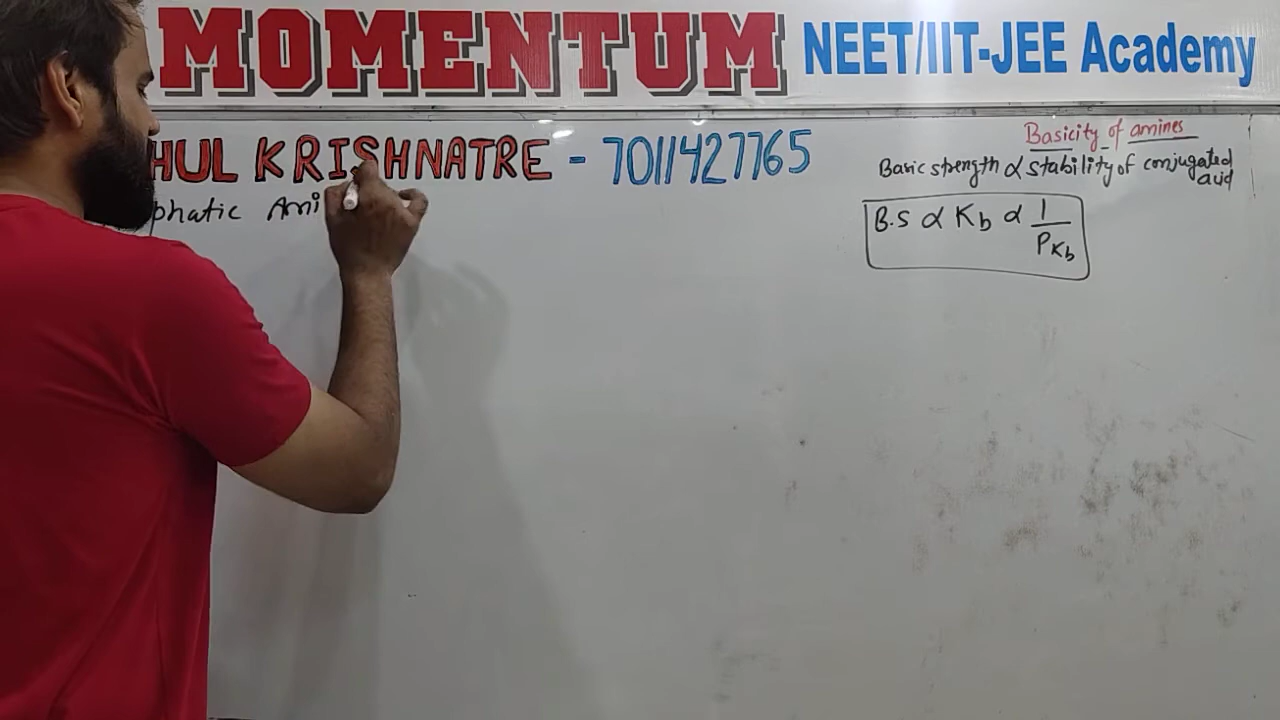 MOMENTUM NEET/IIT-JEE Academy
HUL KRISHNATRE - 7011427765
phatic Ami
Basicity of amines
Basic strength α stability of conjugated
acid
B.S α Kb α 1
PKb